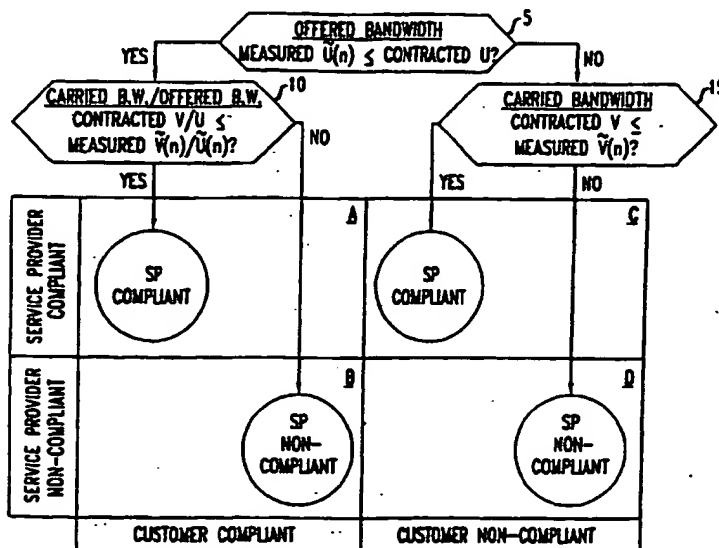 OFFERED BANDWIDTH
MEASURED Ũ(n) ≤ CONTRACTED U?
5
YES
NO
CARRIED B.W./OFFERED B.W.
CONTRACTED V/U ≤
MEASURED Ṽ(n)/Ũ(n)?
10
CARRIED BANDWIDTH
CONTRACTED V ≤
MEASURED Ṽ(n)?
15
YES
NO
YES
NO
SERVICE PROVIDER
COMPLIANT
A
SP
COMPLIANT
C
SP
COMPLIANT
SERVICE PROVIDER
NON-COMPLIANT
B
SP
NON-
COMPLIANT
D
SP
NON-
COMPLIANT
CUSTOMER COMPLIANT
CUSTOMER NON-COMPLIANT